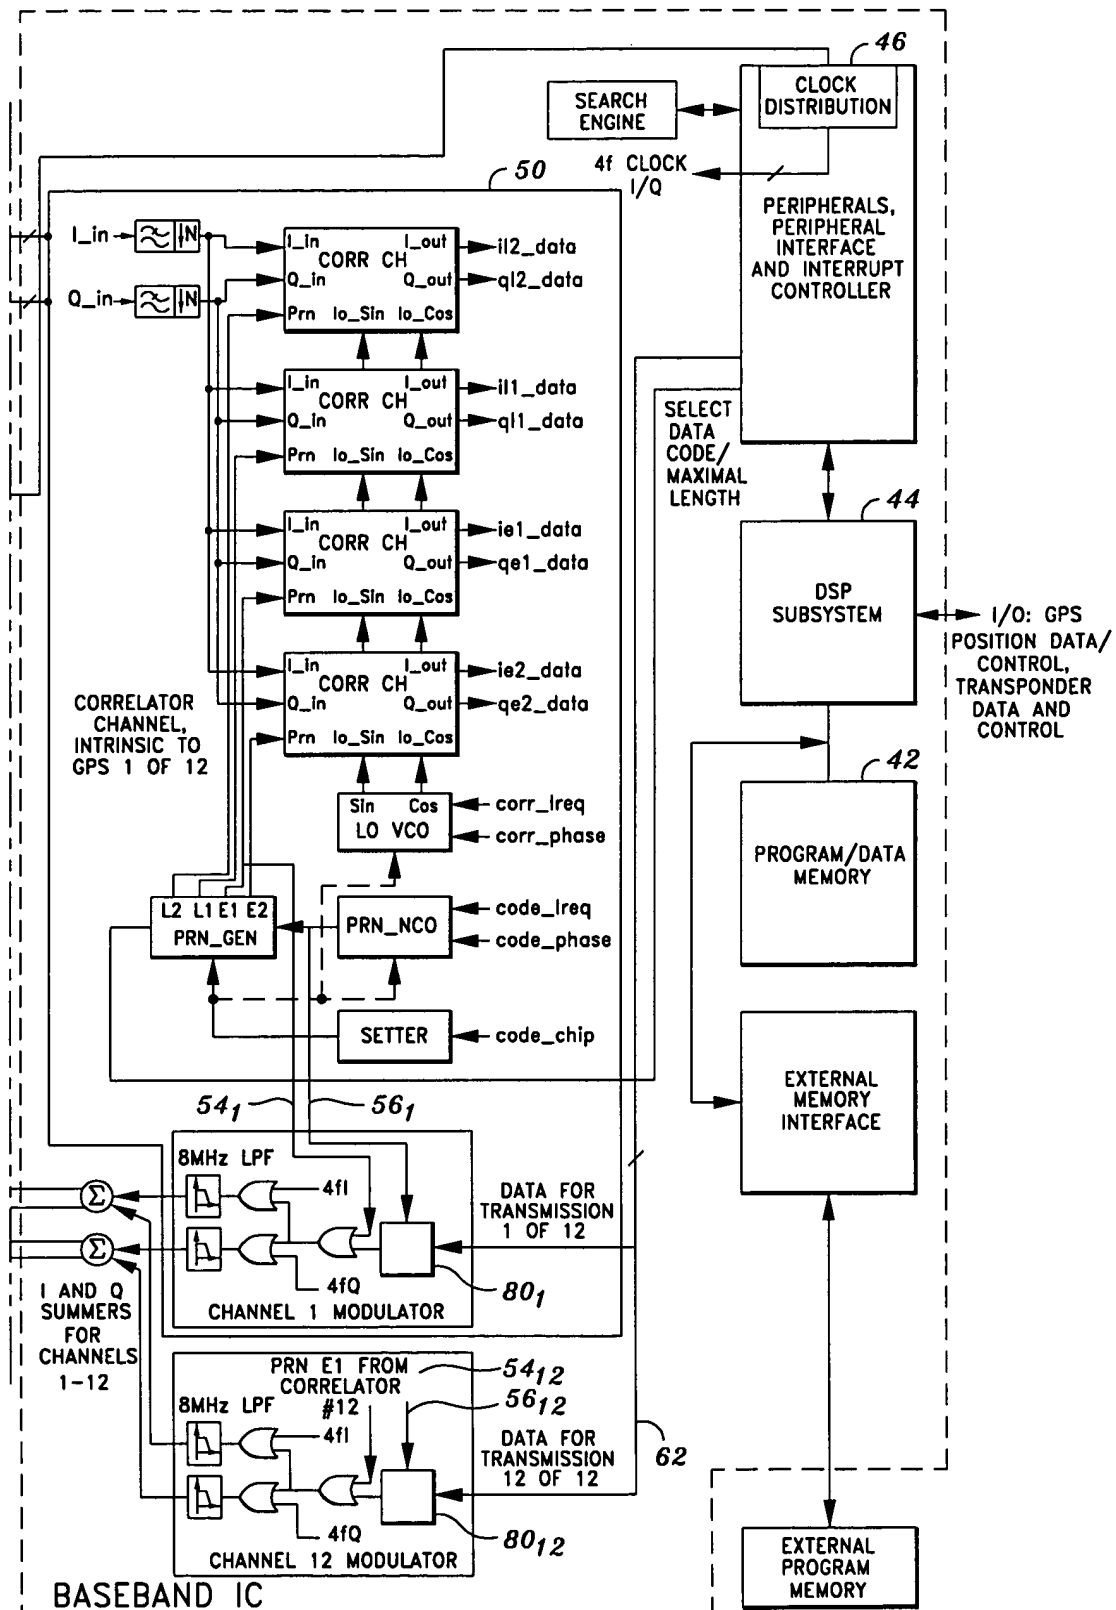 46
CLOCK
DISTRIBUTION
SEARCH
ENGINE
4f CLOCK
I/Q
50
PERIPHERALS,
PERIPHERAL
INTERFACE
AND INTERRUPT
CONTROLLER
I_in
↓N
Q_in
↓N
I_in
I_out
CORR CH
Q_in
Q_out
Prn
lo_Sin
lo_Cos
il2_data
ql2_data
I_in
I_out
CORR CH
Q_in
Q_out
Prn
lo_Sin
lo_Cos
il1_data
ql1_data
SELECT
DATA
CODE/
MAXIMAL
LENGTH
I_in
I_out
CORR CH
Q_in
Q_out
Prn
lo_Sin
lo_Cos
ie1_data
qe1_data
44
DSP
SUBSYSTEM
I/O: GPS
POSITION DATA/
CONTROL,
TRANSPONDER
DATA AND
CONTROL
I_in
I_out
CORR CH
Q_in
Q_out
Prn
lo_Sin
lo_Cos
ie2_data
qe2_data
CORRELATOR
CHANNEL,
INTRINSIC TO
GPS 1 OF 12
42
PROGRAM/DATA
MEMORY
Sin
Cos
LO VCO
corr_lreq
corr_phase
L2 L1 E1 E2
PRN_GEN
PRN_NCO
code_lreq
code_phase
SETTER
code_chip
EXTERNAL
MEMORY
INTERFACE
54₁
56₁
8MHz LPF
4fI
4fQ
Σ
Σ
DATA FOR
TRANSMISSION
1 OF 12
80₁
CHANNEL 1 MODULATOR
I AND Q
SUMMERS
FOR
CHANNELS
1-12
PRN E1 FROM
CORRELATOR
#12
54₁₂
56₁₂
8MHz LPF
4fI
4fQ
DATA FOR
TRANSMISSION
12 OF 12
62
80₁₂
CHANNEL 12 MODULATOR
BASEBAND IC
EXTERNAL
PROGRAM
MEMORY